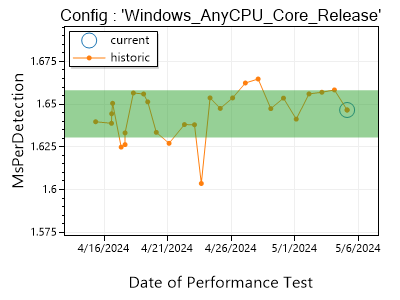 Config : 'Windows_AnyCPU_Core_Release'
current
historic
MsPerDetection
1.675
1.65
1.625
1.6
1.575
4/16/2024
4/21/2024
4/26/2024
5/1/2024
5/6/2024
Date of Performance Test